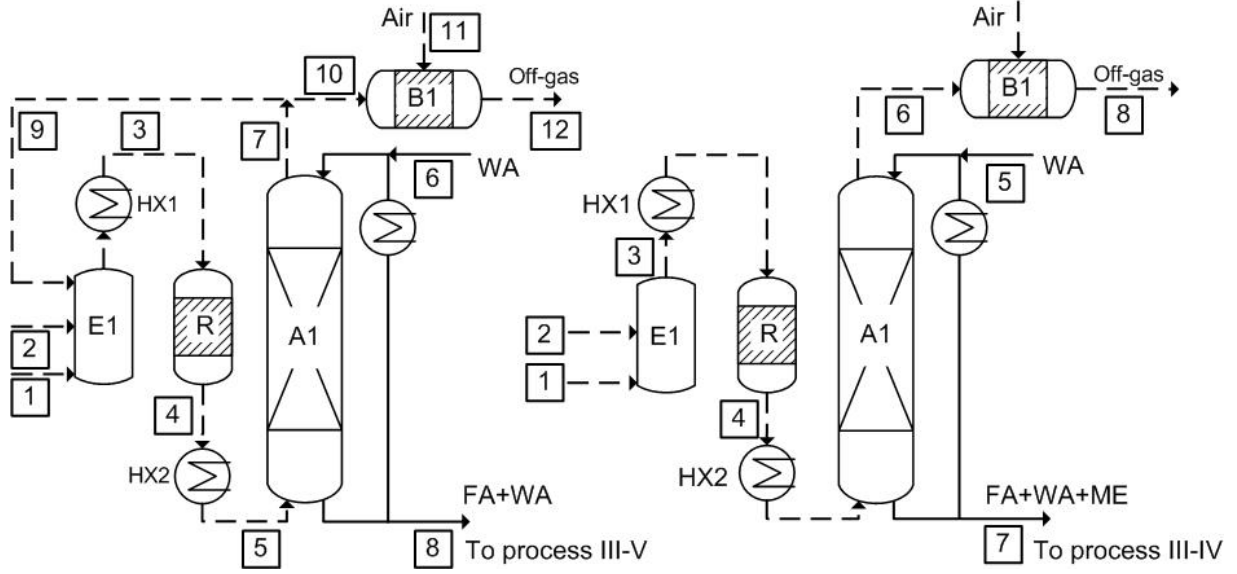 Air
11
10
B1
Off-gas
12
9
3
7
6
WA
HX1
E1
R
A1
2
1
4
HX2
5
FA+WA
8
To process III-V
Air
B1
Off-gas
6
8
WA
5
HX1
3
2
E1
R
A1
1
4
HX2
FA+WA+ME
7
To process III-IV